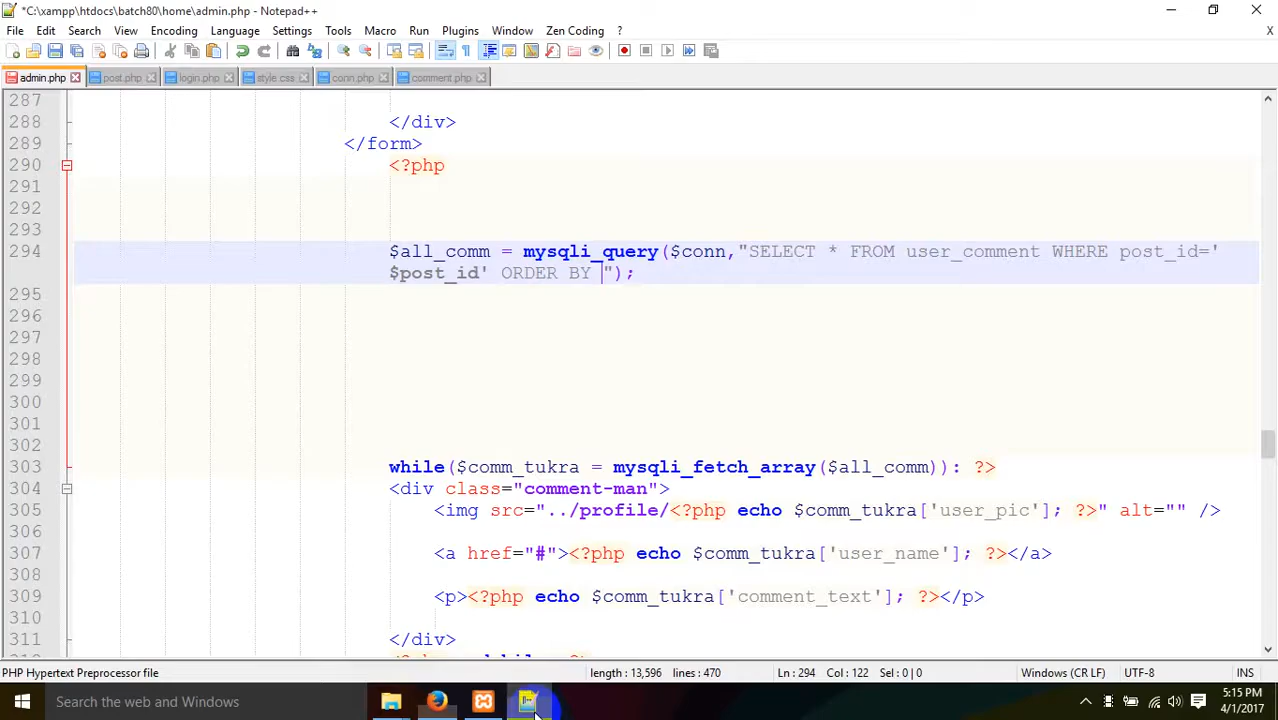 *C:\xampp\htdocs\batch80\home\admin.php - Notepad++
File Edit Search View Encoding Language Settings Tools Macro Run Plugins Window Zen Coding ? X
admin.php post.php login.php style.css conn.php comment.php
287
288 </div>
289 </form>
290 <?php
291
292
293
294 $all_comm = mysqli_query($conn,"SELECT * FROM user_comment WHERE post_id='
$post_id' ORDER BY ");
295
296
297
298
299
300
301
302
303 while($comm_tukra = mysqli_fetch_array($all_comm)): ?>
304 <div class="comment-man">
305 <img src="../profile/<?php echo $comm_tukra['user_pic']; ?>" alt="" />
306
307 <a href="#"><?php echo $comm_tukra['user_name']; ?></a>
308
309 <p><?php echo $comm_tukra['comment_text']; ?></p>
310
311 </div>
PHP Hypertext Preprocessor file length : 13,596 lines : 470 Ln : 294 Col : 122 Sel : 0 | 0 Windows (CR LF) UTF-8 INS
Search the web and Windows 5:15 PM
4/1/2017